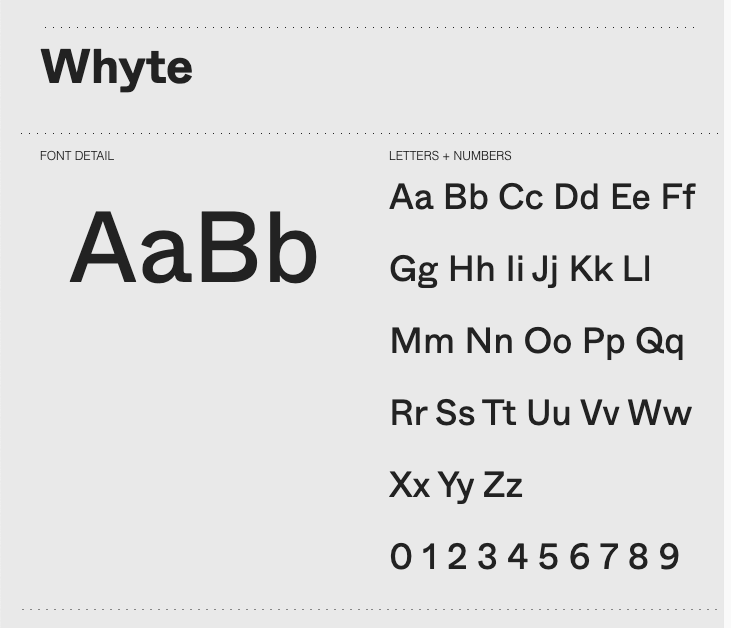 Whyte
FONT DETAIL
AaBb
LETTERS + NUMBERS
Aa Bb Cc Dd Ee Ff
Gg Hh Ii Jj Kk Ll
Mm Nn Oo Pp Qq
Rr Ss Tt Uu Vv Ww
Xx Yy Zz
0 1 2 3 4 5 6 7 8 9